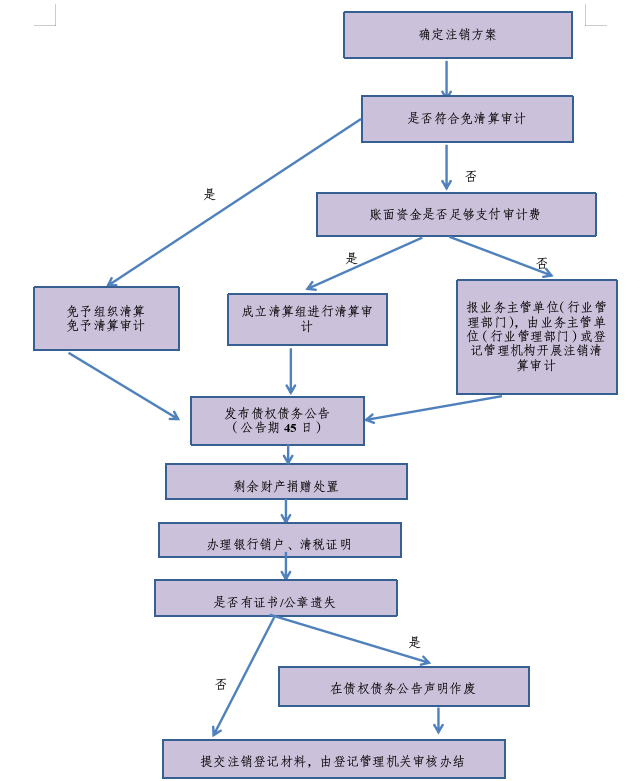 确定注销方案
是否符合免清算审计
否
是
账面资金是否足够支付审计费
是
否
免予组织清算
免予清算审计
成立清算组进行清算审
计
报业务主管单位(行业管
理部门)，由业务主管单
位(行业管理部门)或登
记管理机构开展注销清
算审计
发布债权债务公告
（公告期 45 日）
剩余财产捐赠处置
办理银行销户、清税证明
是否有证书/公章遗失
是
否
在债权债务公告声明作废
提交注销登记材料，由登记管理机关审核办结